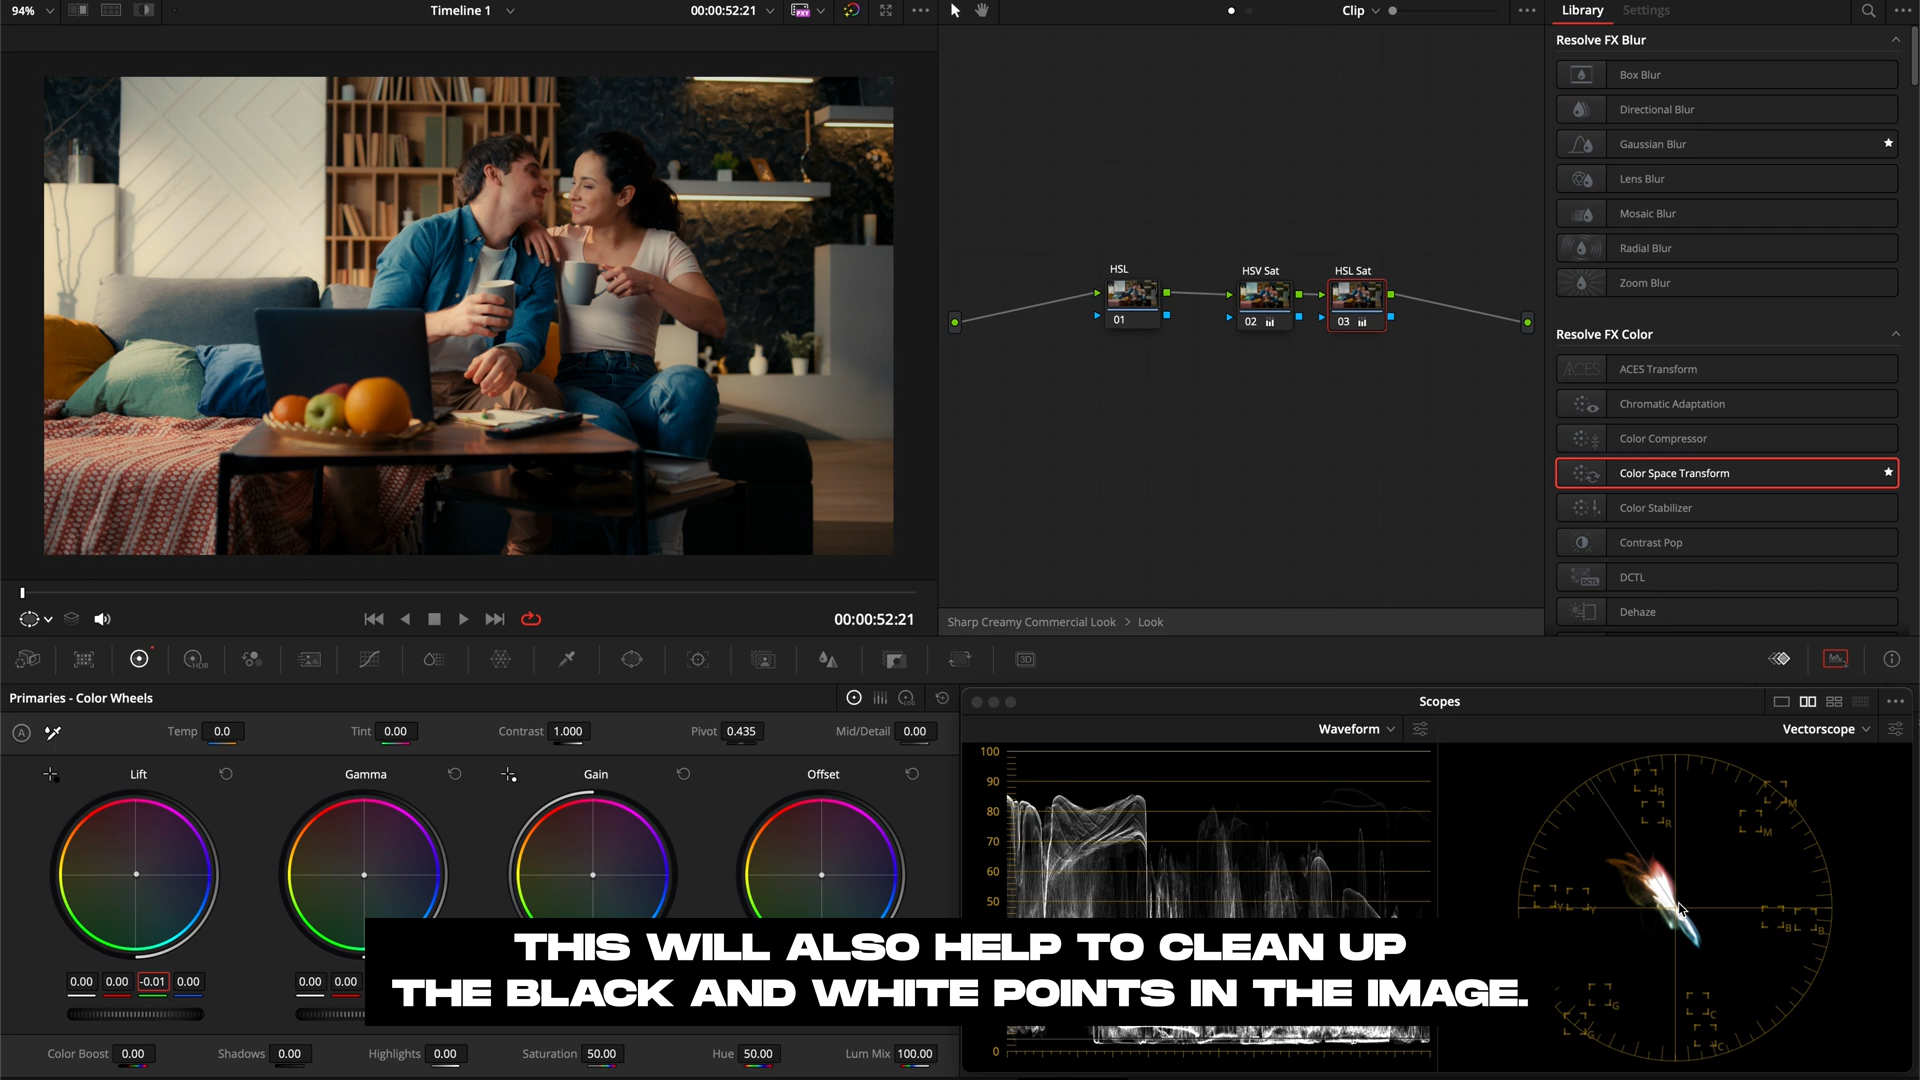 94%
Timeline 1
00:00:52:21
PXY
Clip
Library
Settings
Resolve FX Blur
Box Blur
Directional Blur
Gaussian Blur
Lens Blur
Mosaic Blur
Radial Blur
Zoom Blur
Resolve FX Color
ACES
ACES Transform
Chromatic Adaptation
Color Compressor
Color Space Transform
Color Stabilizer
Contrast Pop
DCTL
DCTL
Dehaze
HSL
01
HSV Sat
02
HSL Sat
03
Sharp Creamy Commercial Look > Look
00:00:52:21
HDR
3D
Primaries - Color Wheels
LOG
A
Temp 0.0
Tint 0.00
Contrast 1.000
Pivot 0.435
Mid/Detail 0.00
Lift
Gamma
Gain
Offset
0.00 0.00 -0.01 0.00
0.00 0.00
Color Boost 0.00
Shadows 0.00
Highlights 0.00
Saturation 50.00
Hue 50.00
Lum Mix 100.00
Scopes
Waveform
Vectorscope
100
90
80
70
60
50
0
R
R
M
M
B
B
C
C
G
G
Y
Y
THIS WILL ALSO HELP TO CLEAN UP
THE BLACK AND WHITE POINTS IN THE IMAGE.